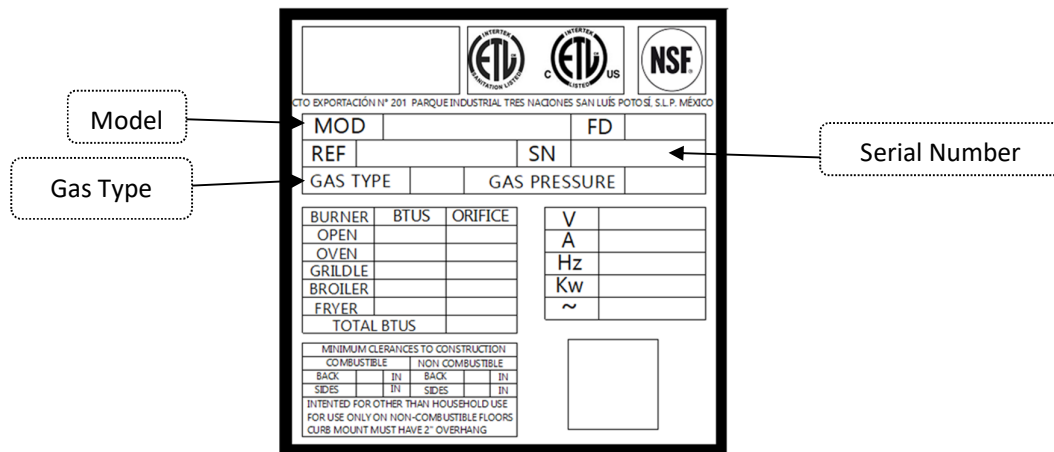 INTERTEK
ETL
CM
SANITATION LISTED
INTERTEK
C ETL US
CM
LISTED
NSF®
CTO EXPORTACIÓN N° 201 PARQUE INDUSTRIAL TRES NACIONES SAN LUÍS POTOSÍ, S.L.P. MÉXICO
Model
MOD FD
REF SN
Serial Number
Gas Type
GAS TYPE GAS PRESSURE
BURNER BTUS ORIFICE
OPEN
OVEN
GRILDLE
BROILER
FRYER
TOTAL BTUS
V
A
Hz
Kw
~
MINIMUM CLERANCES TO CONSTRUCTION
COMBUSTIBLE NON COMBUSTIBLE
BACK IN BACK IN
SIDES IN SIDES IN
INTENTED FOR OTHER THAN HOUSEHOLD USE
FOR USE ONLY ON NON-COMBUSTIBLE FLOORS
CURB MOUNT MUST HAVE 2" OVERHANG